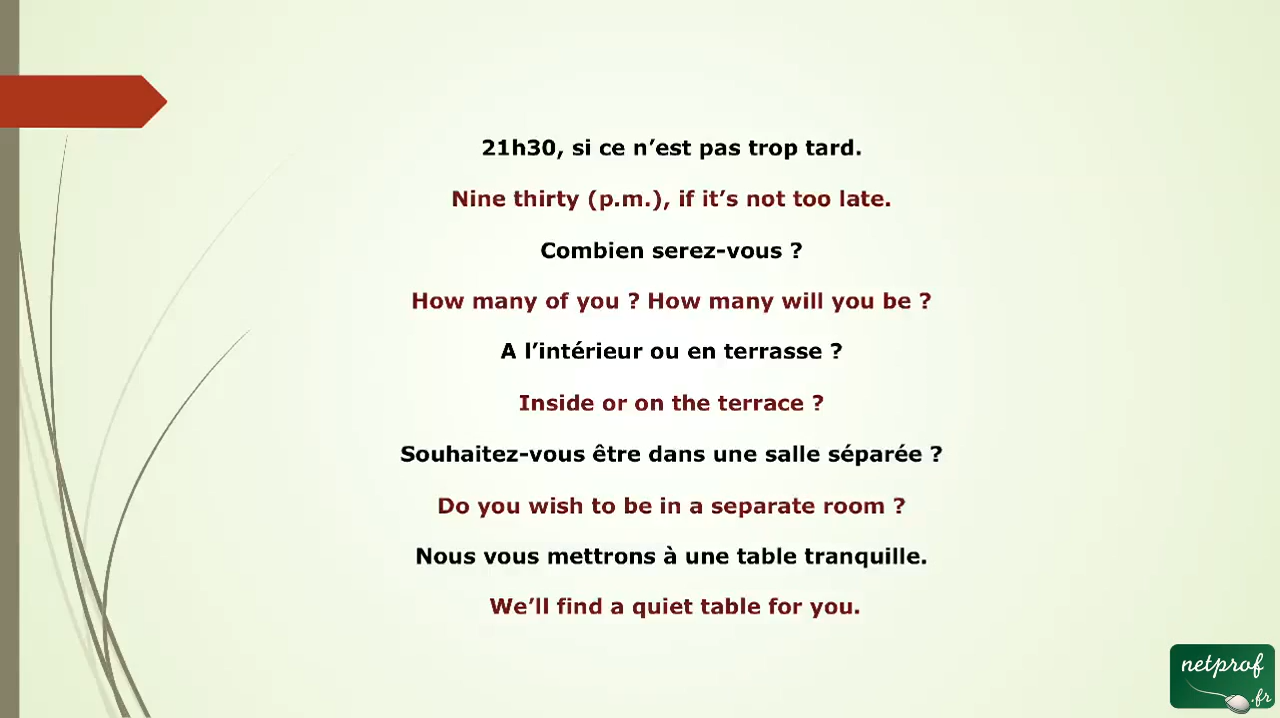 21h30, si ce n’est pas trop tard.
Nine thirty (p.m.), if it’s not too late.
Combien serez-vous ?
How many of you ? How many will you be ?
A l’intérieur ou en terrasse ?
Inside or on the terrace ?
Souhaitez-vous être dans une salle séparée ?
Do you wish to be in a separate room ?
Nous vous mettrons à une table tranquille.
We’ll find a quiet table for you.
netprof
.fr